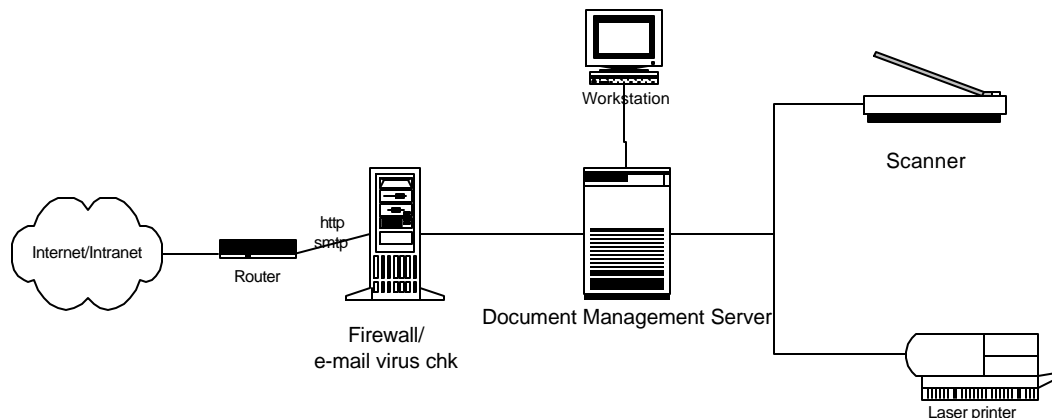 Workstation
Scanner
http
smtp
Internet/Intranet
Router
Document Management Server
Firewall/
e-mail virus chk
Laser printer